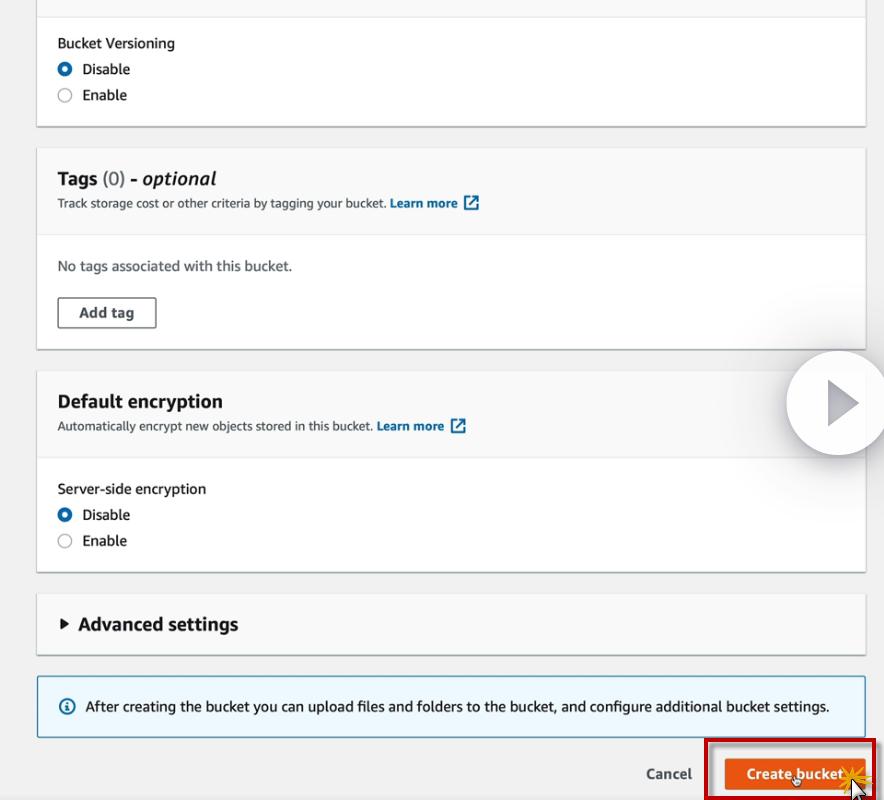 Bucket Versioning
Disable
Enable
Tags (0) - optional
Track storage cost or other criteria by tagging your bucket. Learn more
No tags associated with this bucket.
Add tag
Default encryption
Automatically encrypt new objects stored in this bucket. Learn more
Server-side encryption
Disable
Enable
Advanced settings
After creating the bucket you can upload files and folders to the bucket, and configure additional bucket settings.
Cancel
Create bucket